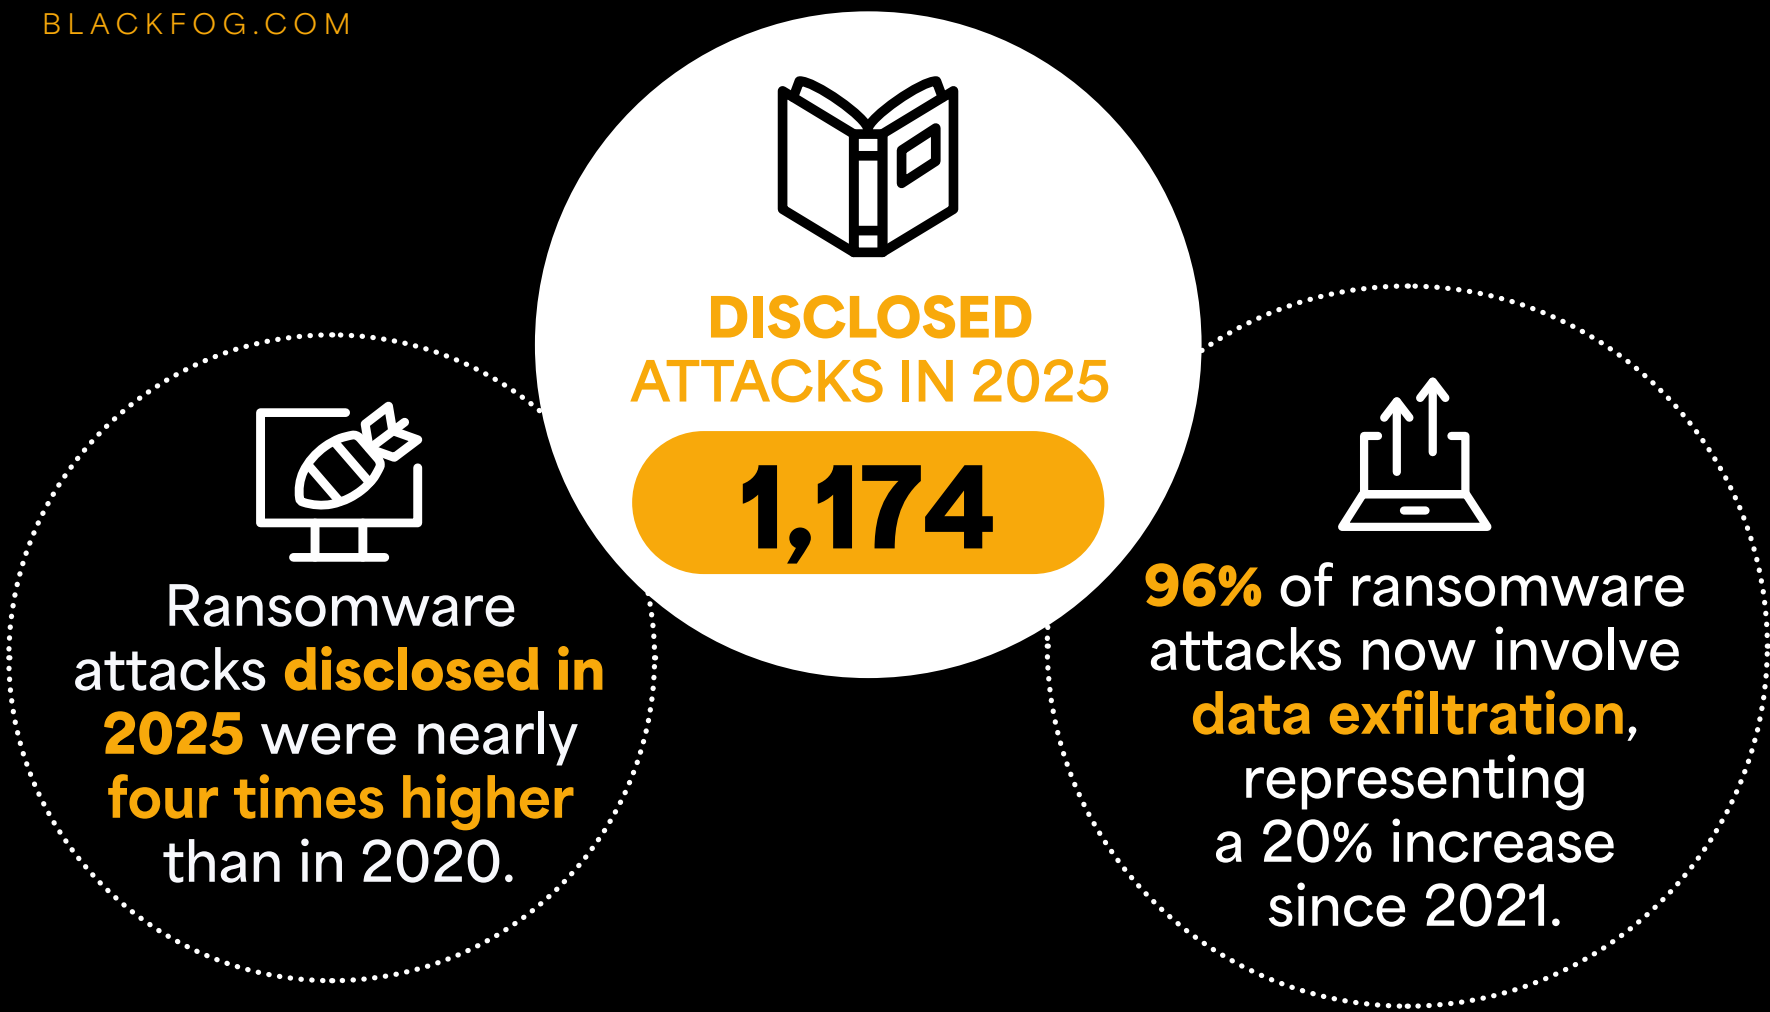 BLACKFOG.COM
DISCLOSED
ATTACKS IN 2025
1,174
Ransomware
attacks disclosed in
2025 were nearly
four times higher
than in 2020.
96% of ransomware
attacks now involve
data exfiltration,
representing
a 20% increase
since 2021.